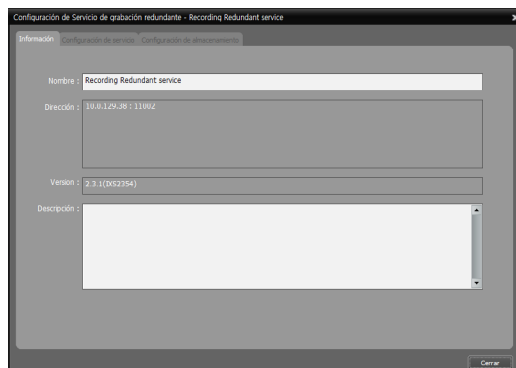 Configuración de Servicio de grabación redundante - Recording Redundant service
Información Configuración de servicio Configuración de almacenamiento
Nombre : Recording Redundant service
Dirección : 10.0.129.38 : 11002
Version : 2.3.1(DIS2354)
Descripción :
Cerrar